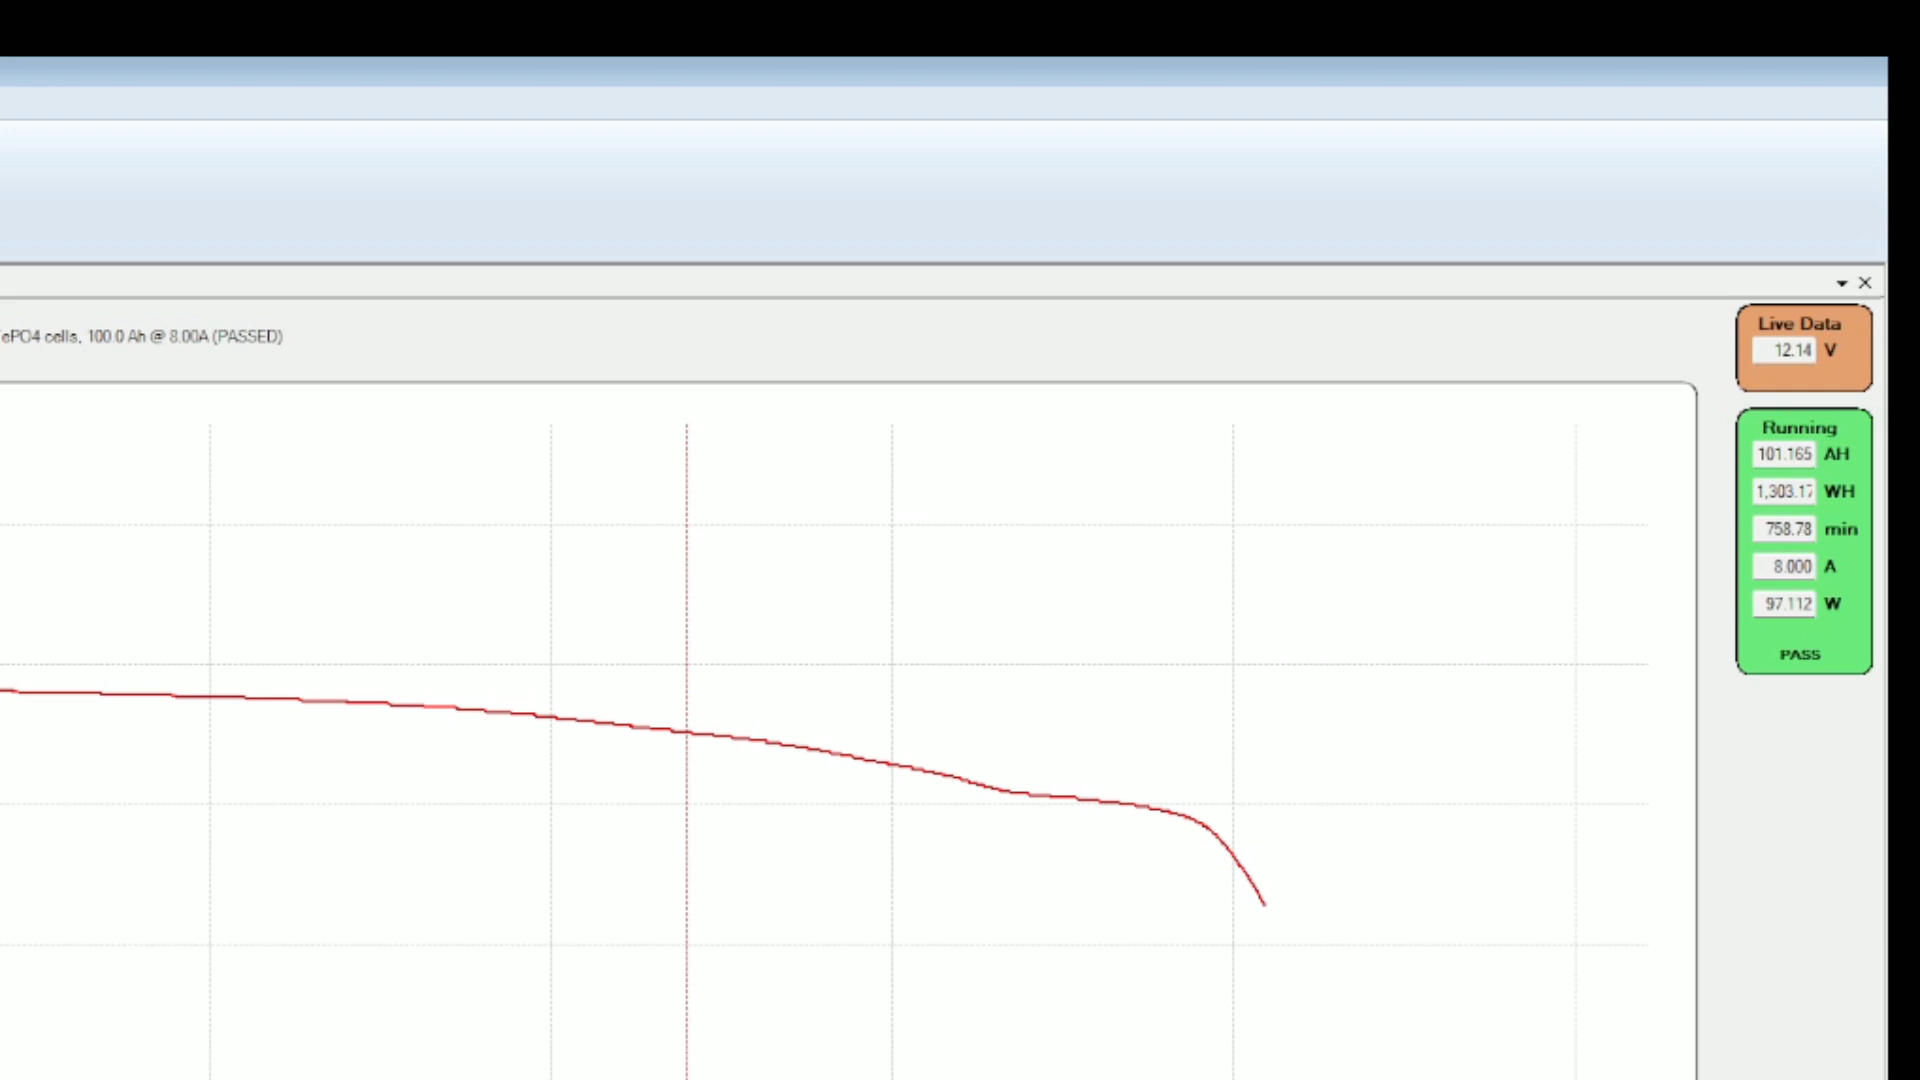 ePO4 cells, 100.0 Ah @ 8.00A (PASSED)
Live Data
12.14 V
Running
101.165 AH
1,303.17 WH
758.78 min
8.000 A
97.112 W
PASS